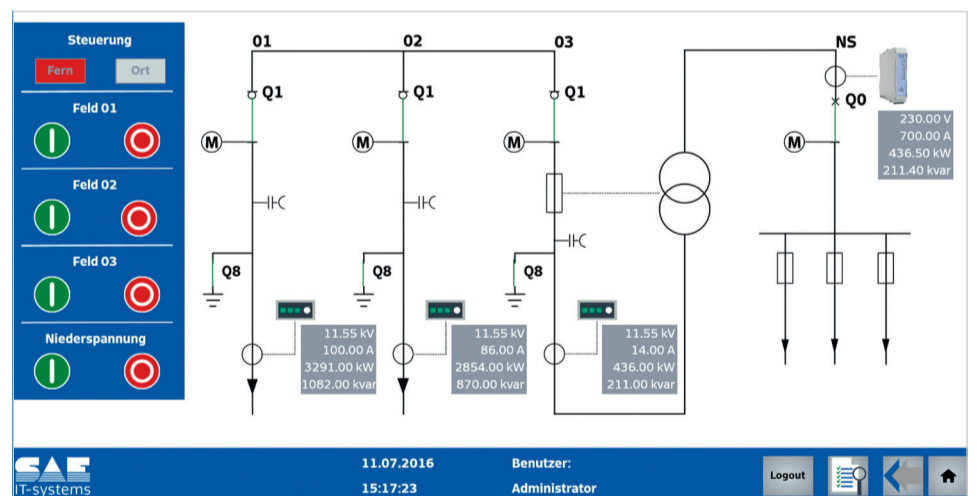 Steuerung
Fern Ort
Feld 01
Feld 02
Feld 03
Niederspannung
01 02 03 NS
Q1 Q1 Q1 Q0
M M M M
230.00 V
700.00 A
436.50 kW
211.40 kvar
Q8 Q8 Q8
11.55 kV
100.00 A
3291.00 kW
1082.00 kvar
11.55 kV
86.00 A
2854.00 kW
870.00 kvar
11.55 kV
14.00 A
436.00 kW
211.00 kvar
SAE
IT-systems
11.07.2016
15:17:23
Benutzer:
Administrator
Logout